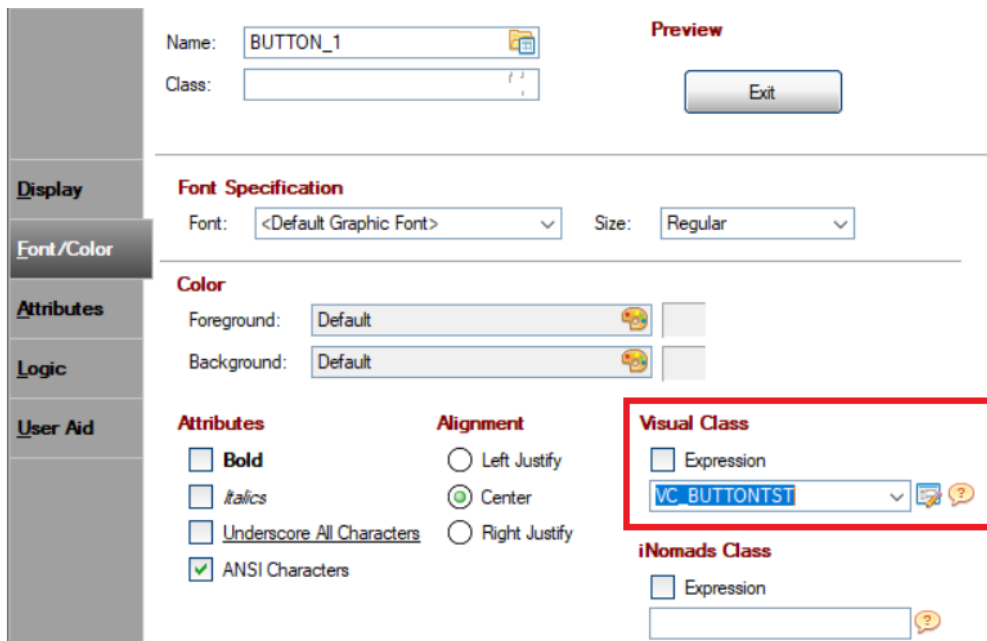 Name: BUTTON_1
Preview
Class:
Exit
Display
Font Specification
Font: <Default Graphic Font> Size: Regular
Font/Color
Color
Attributes
Foreground: Default
Logic
Background: Default
User Aid
Attributes Alignment Visual Class
Bold Left Justify Expression
Italics Center VC_BUTTONTST ?
Underscore All Characters Right Justify
iNomads Class
ANSI Characters Expression
?